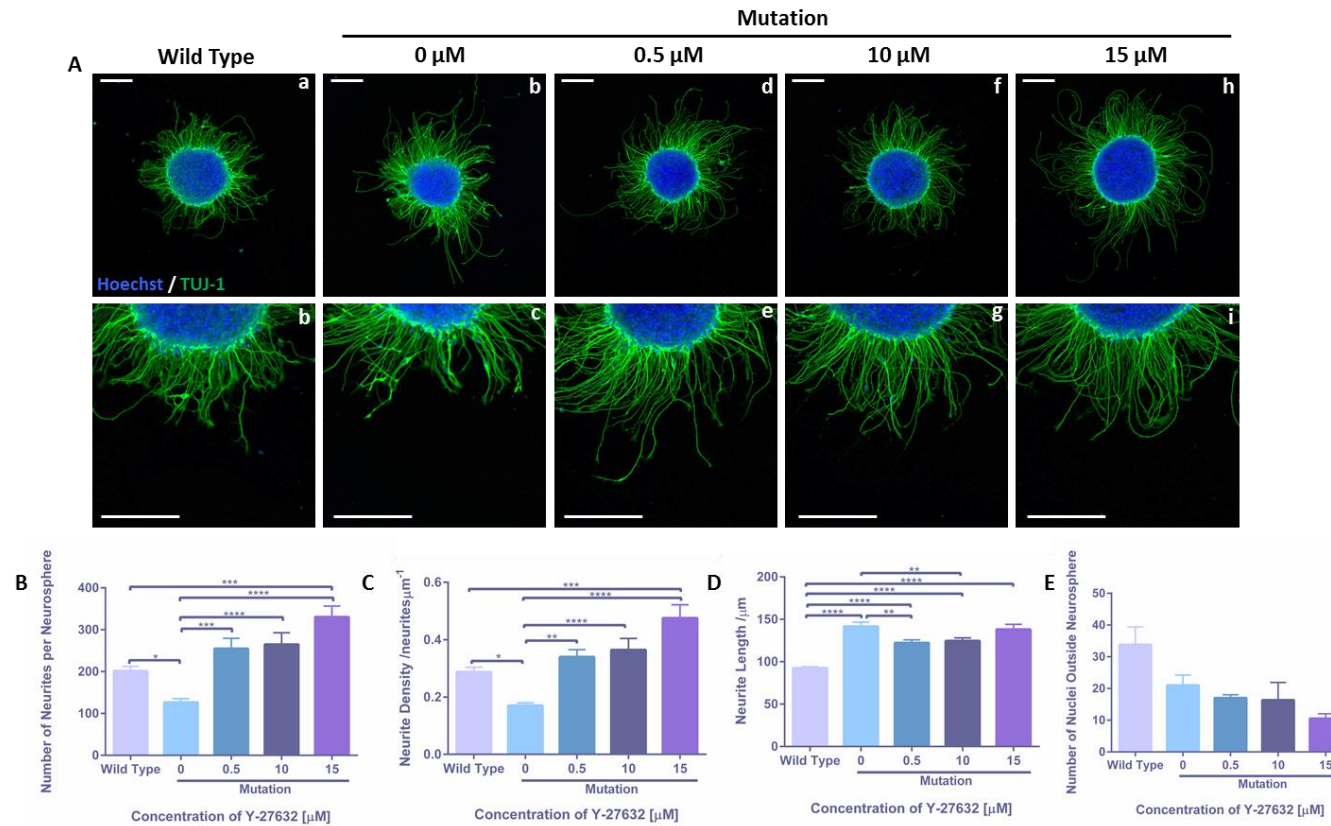 Mutation
Wild Type 0 µM 0.5 µM 10 µM 15 µM
A
a b d f h
Hoechst / TUJ-1
b c e g i
B
Number of Neurites per Neurosphere
400
300
200
100
0
***
****
****
***
*
Wild Type 0 0.5 10 15
Mutation
Concentration of Y-27632 [µM]
C
Neurite Density /neuriesµm-1
0.6
0.4
0.2
0.0
***
****
****
**
*
Wild Type 0 0.5 10 15
Mutation
Concentration of Y-27632 [µM]
D
Neurite Length /µm
200
150
100
50
0
**
****
****
****
**** **
Wild Type 0 0.5 10 15
Mutation
Concentration of Y-27632 [µM]
E
Number of Nuclei Outside Neurosphere
50
40
30
20
10
0
Wild Type 0 0.5 10 15
Mutation
Concentration of Y-27632 [µM]